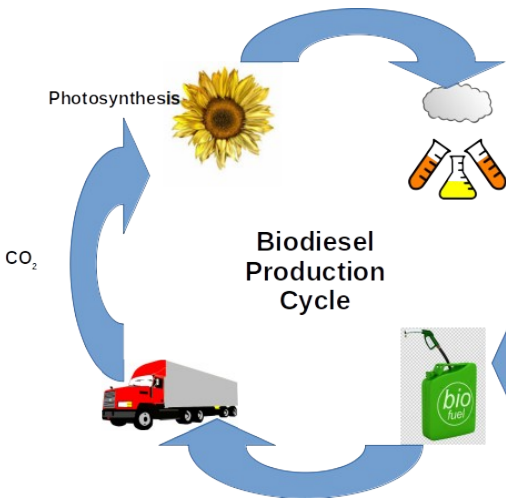 Photosynthesis
CO₂
Biodiesel
Production
Cycle
bio
fuel